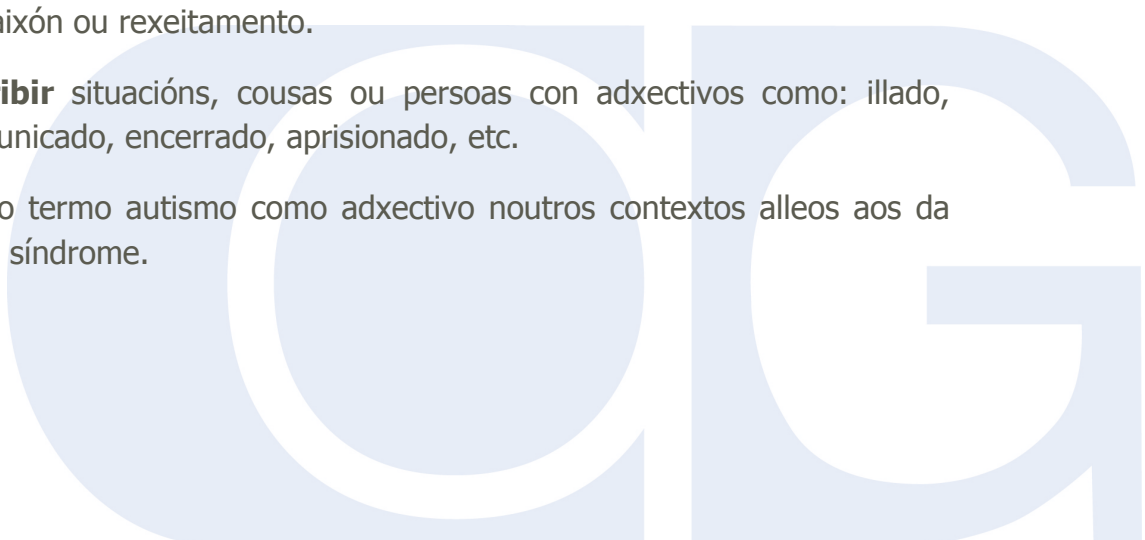 aixón ou rexeitamento.
ribir situacións, cousas ou persoas con adxectivos como: illado,
unicado, encerrado, aprisionado, etc.
o termo autismo como adxectivo noutros contextos alleos aos da
síndrome.